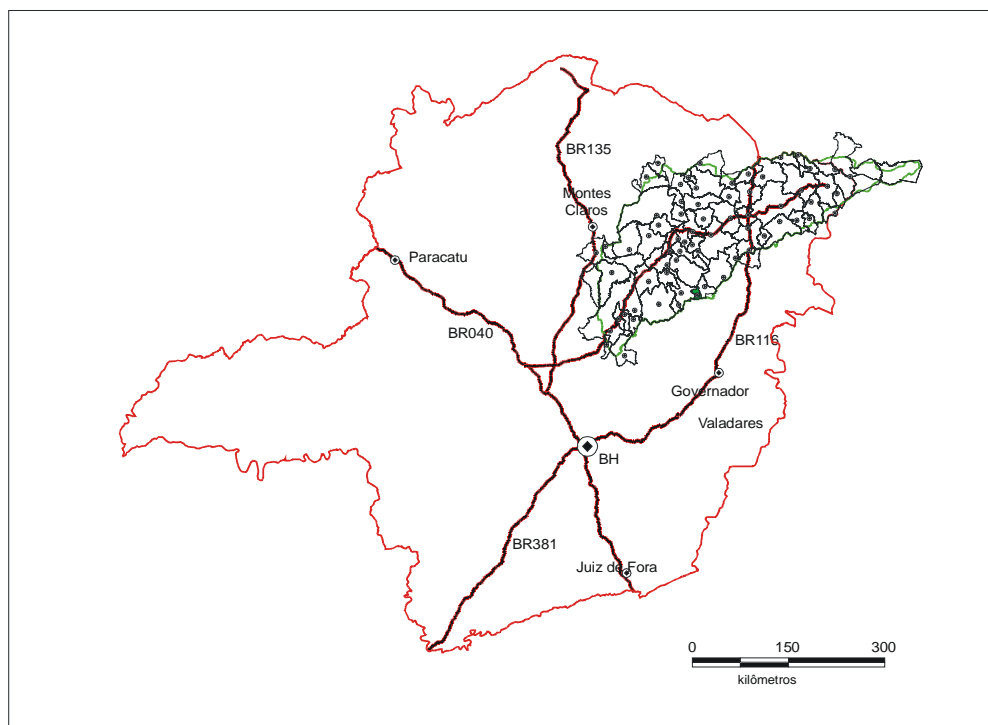 BR135
Montes
Claros
Paracatu
BR040
BR116
Governador
Valadares
BH
BR381
Juiz de Fora
0 150 300
kilômetros